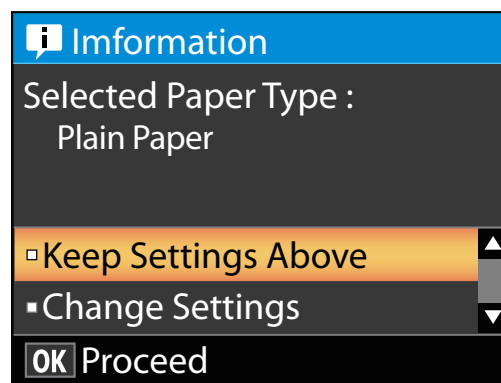 Imformation
Selected Paper Type :
Plain Paper
Keep Settings Above
Change Settings
OK Proceed